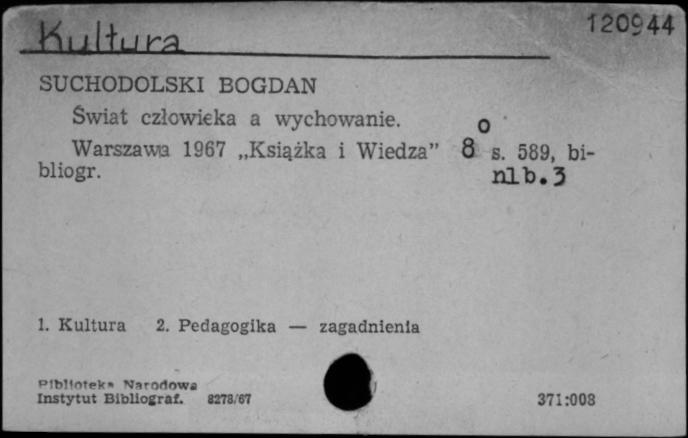 Kultura 120944
SUCHODOLSKI BOGDAN
Świat człowieka a wychowanie.
Warszawa 1967 „Książka i Wiedza” 8° s. 589, bi-
bliogr. nlb.3
1. Kultura 2. Pedagogika — zagadnienia
Biblioteka Narodowa
Instytut Bibliograf. 8278/67 371:008